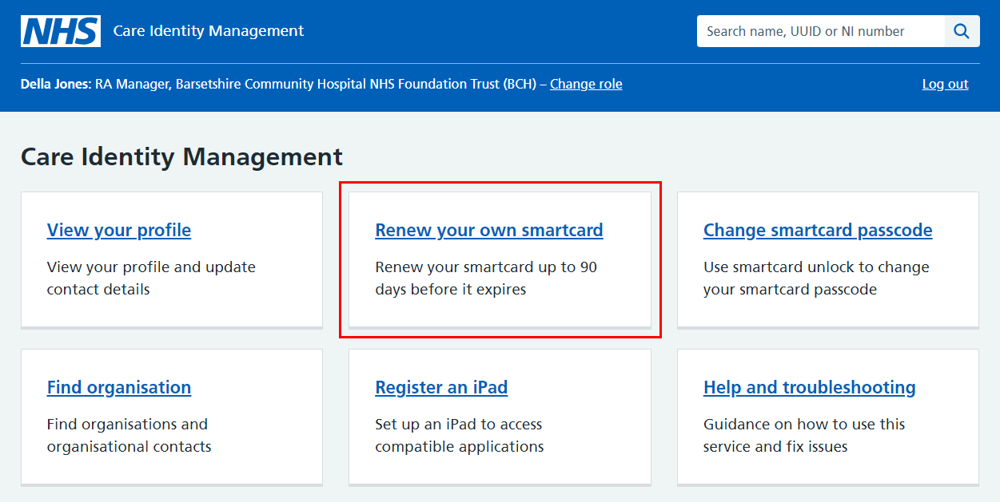 NHS Care Identity Management
Search name, UUID or NI number
Della Jones: RA Manager, Barsetshire Community Hospital NHS Foundation Trust (BCH) – Change role
Log out
Care Identity Management
View your profile
View your profile and update
contact details
Renew your own smartcard
Renew your smartcard up to 90
days before it expires
Change smartcard passcode
Use smartcard unlock to change
your smartcard passcode
Find organisation
Find organisations and
organisational contacts
Register an iPad
Set up an iPad to access
compatible applications
Help and troubleshooting
Guidance on how to use this
service and fix issues